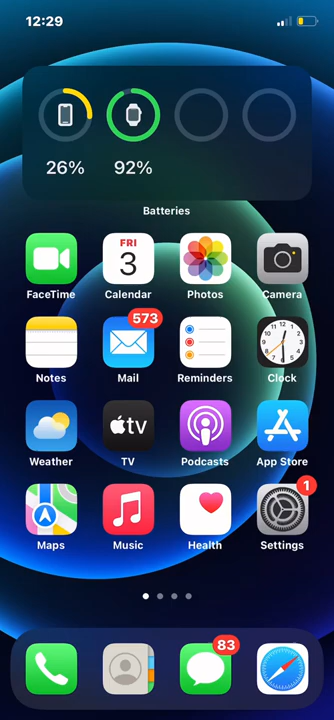 12:29
26% 92%
Batteries
FRI
3
FaceTime Calendar Photos Camera
573
Notes Mail Reminders Clock
tv
Weather TV Podcasts App Store
1
Maps Music Health Settings
83